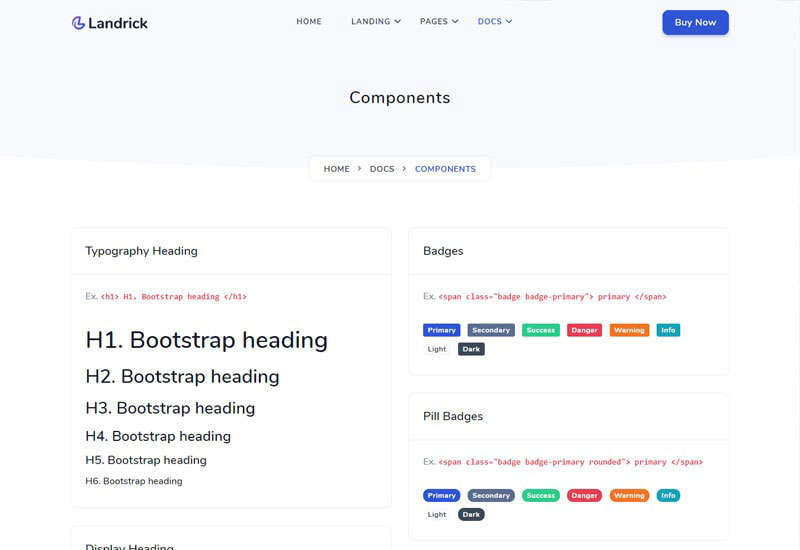 Landrick
HOME LANDING PAGES DOCS
Buy Now
Components
HOME > DOCS > COMPONENTS
Typography Heading
Ex. <h1> H1. Bootstrap heading </h1>
H1. Bootstrap heading
H2. Bootstrap heading
H3. Bootstrap heading
H4. Bootstrap heading
H5. Bootstrap heading
H6. Bootstrap heading
Display Heading
Badges
Ex. <span class="badge badge-primary"> primary </span>
Primary Secondary Success Danger Warning Info
Light Dark
Pill Badges
Ex. <span class="badge badge-primary rounded"> primary </span>
Primary Secondary Success Danger Warning Info
Light Dark